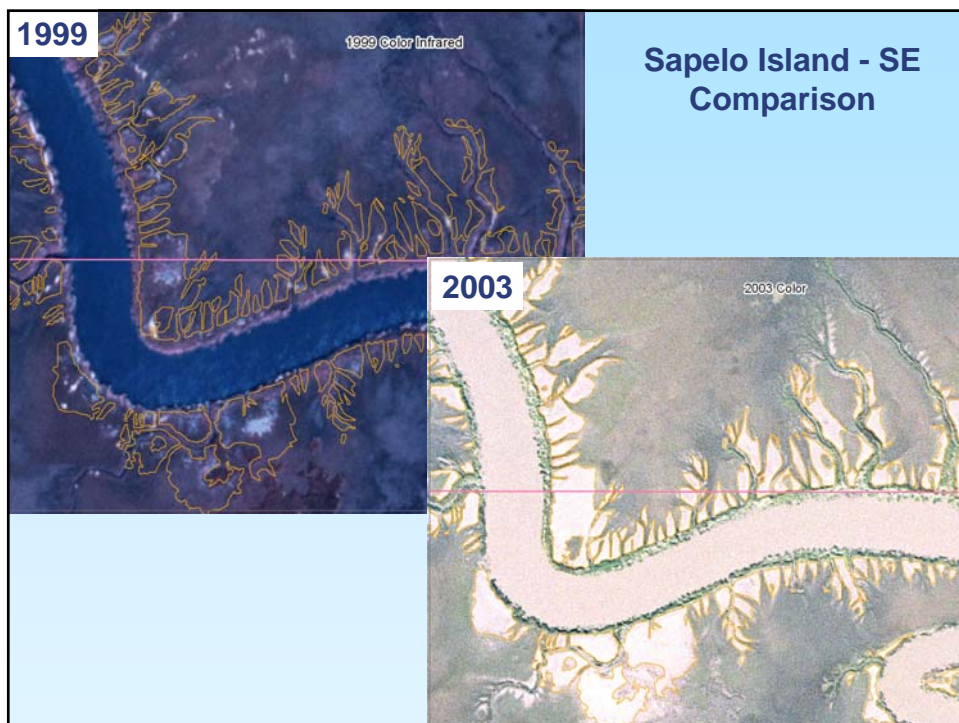 1999
1999 Color Infrared
Sapelo Island - SE
Comparison
2003
2003 Color